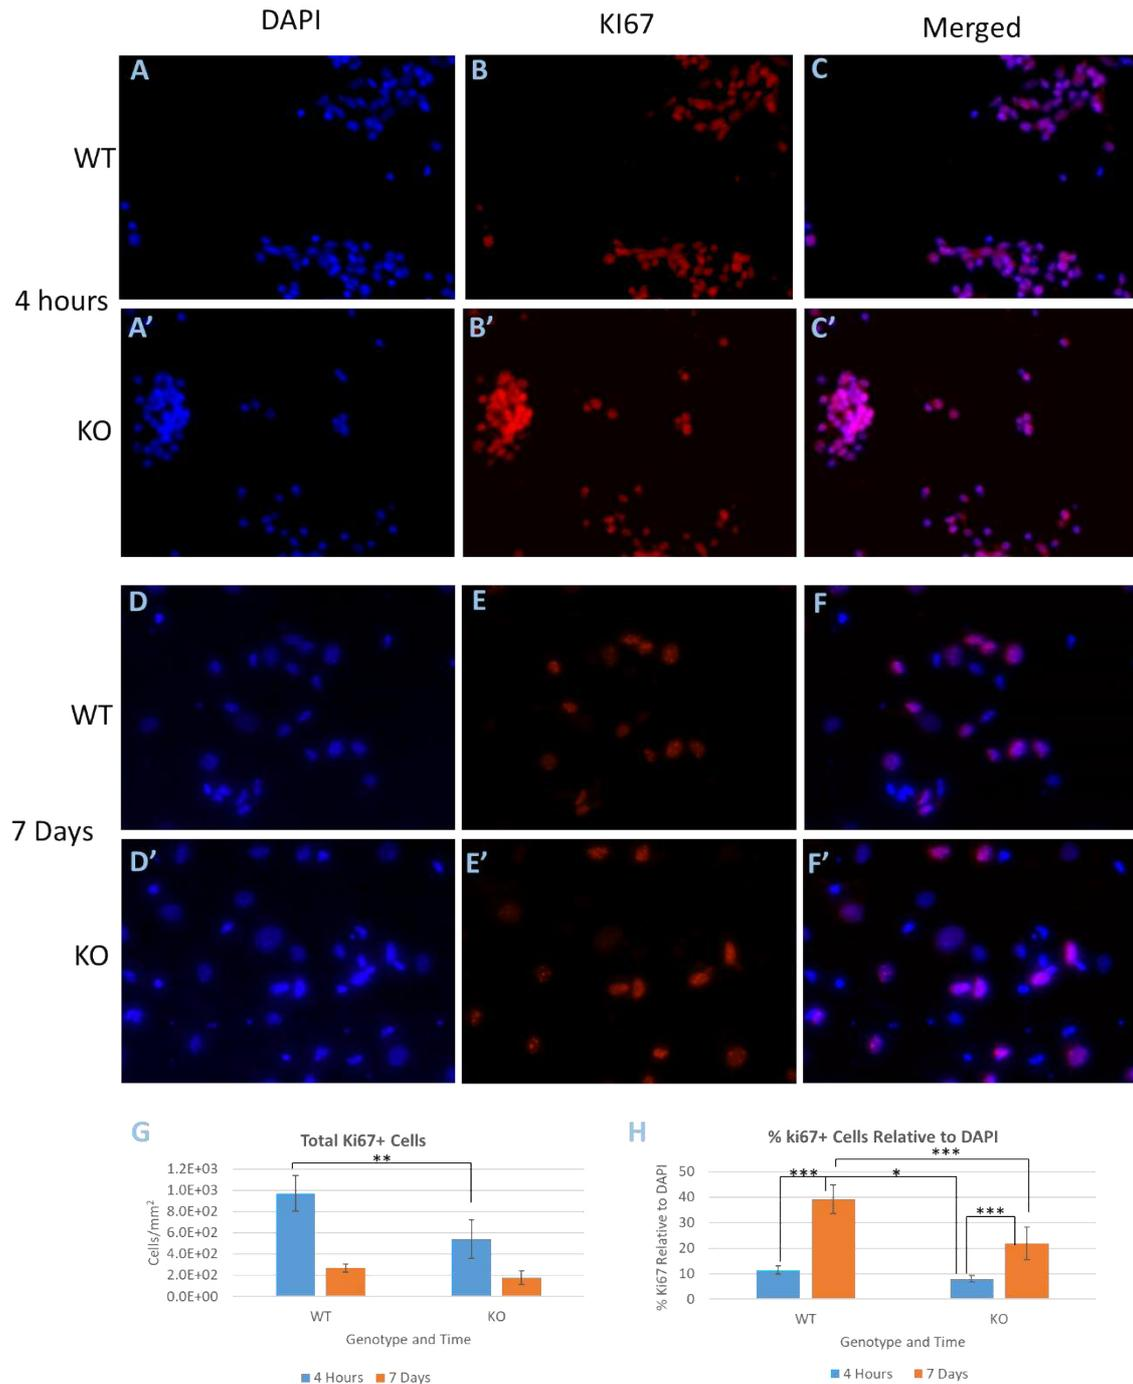 DAPI KI67 Merged
A B C
WT
4 hours
A' B' C'
KO
D E F
WT
7 Days
D' E' F'
KO
G
Total Ki67+ Cells
**
1.2E+03
1.0E+03
8.0E+02
6.0E+02
4.0E+02
2.0E+02
0.0E+00
Cells/mm²
WT KO
Genotype and Time
4 Hours 7 Days
H
% ki67+ Cells Relative to DAPI
***
*** *
***
50
40
30
20
10
0
% Ki67 Relative to DAPI
WT KO
Genotype and Time
4 Hours 7 Days